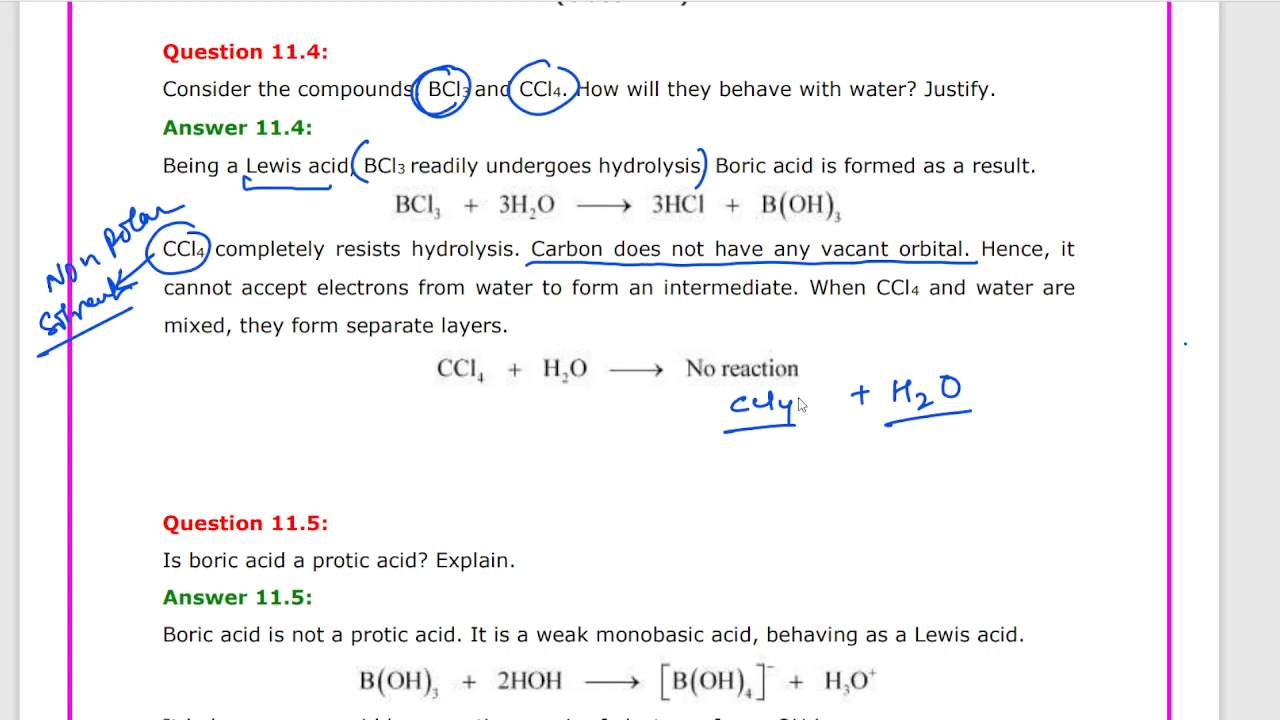 Question 11.4:
Consider the compounds, BCl₃ and CCl₄. How will they behave with water? Justify.
Answer 11.4:
Being a Lewis acid, BCl₃ readily undergoes hydrolysis. Boric acid is formed as a result.
BCl₃ + 3H₂O ⟶ 3HCl + B(OH)₃
Non Polar
Solvent
CCl₄ completely resists hydrolysis. Carbon does not have any vacant orbital. Hence, it
cannot accept electrons from water to form an intermediate. When CCl₄ and water are
mixed, they form separate layers.
CCl₄ + H₂O ⟶ No reaction
CCl₄ + H₂O
Question 11.5:
Is boric acid a protic acid? Explain.
Answer 11.5:
Boric acid is not a protic acid. It is a weak monobasic acid, behaving as a Lewis acid.
B(OH)₃ + 2HOH ⟶ [B(OH)₄]⁻ + H₃O⁺